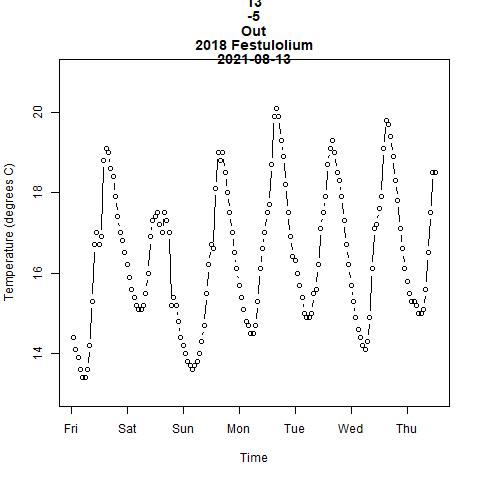 13
-5
Out
2018 Festulolium
2021-08-13
Temperature (degrees C)
20
18
16
14
Fri Sat Sun Mon Tue Wed Thu
Time